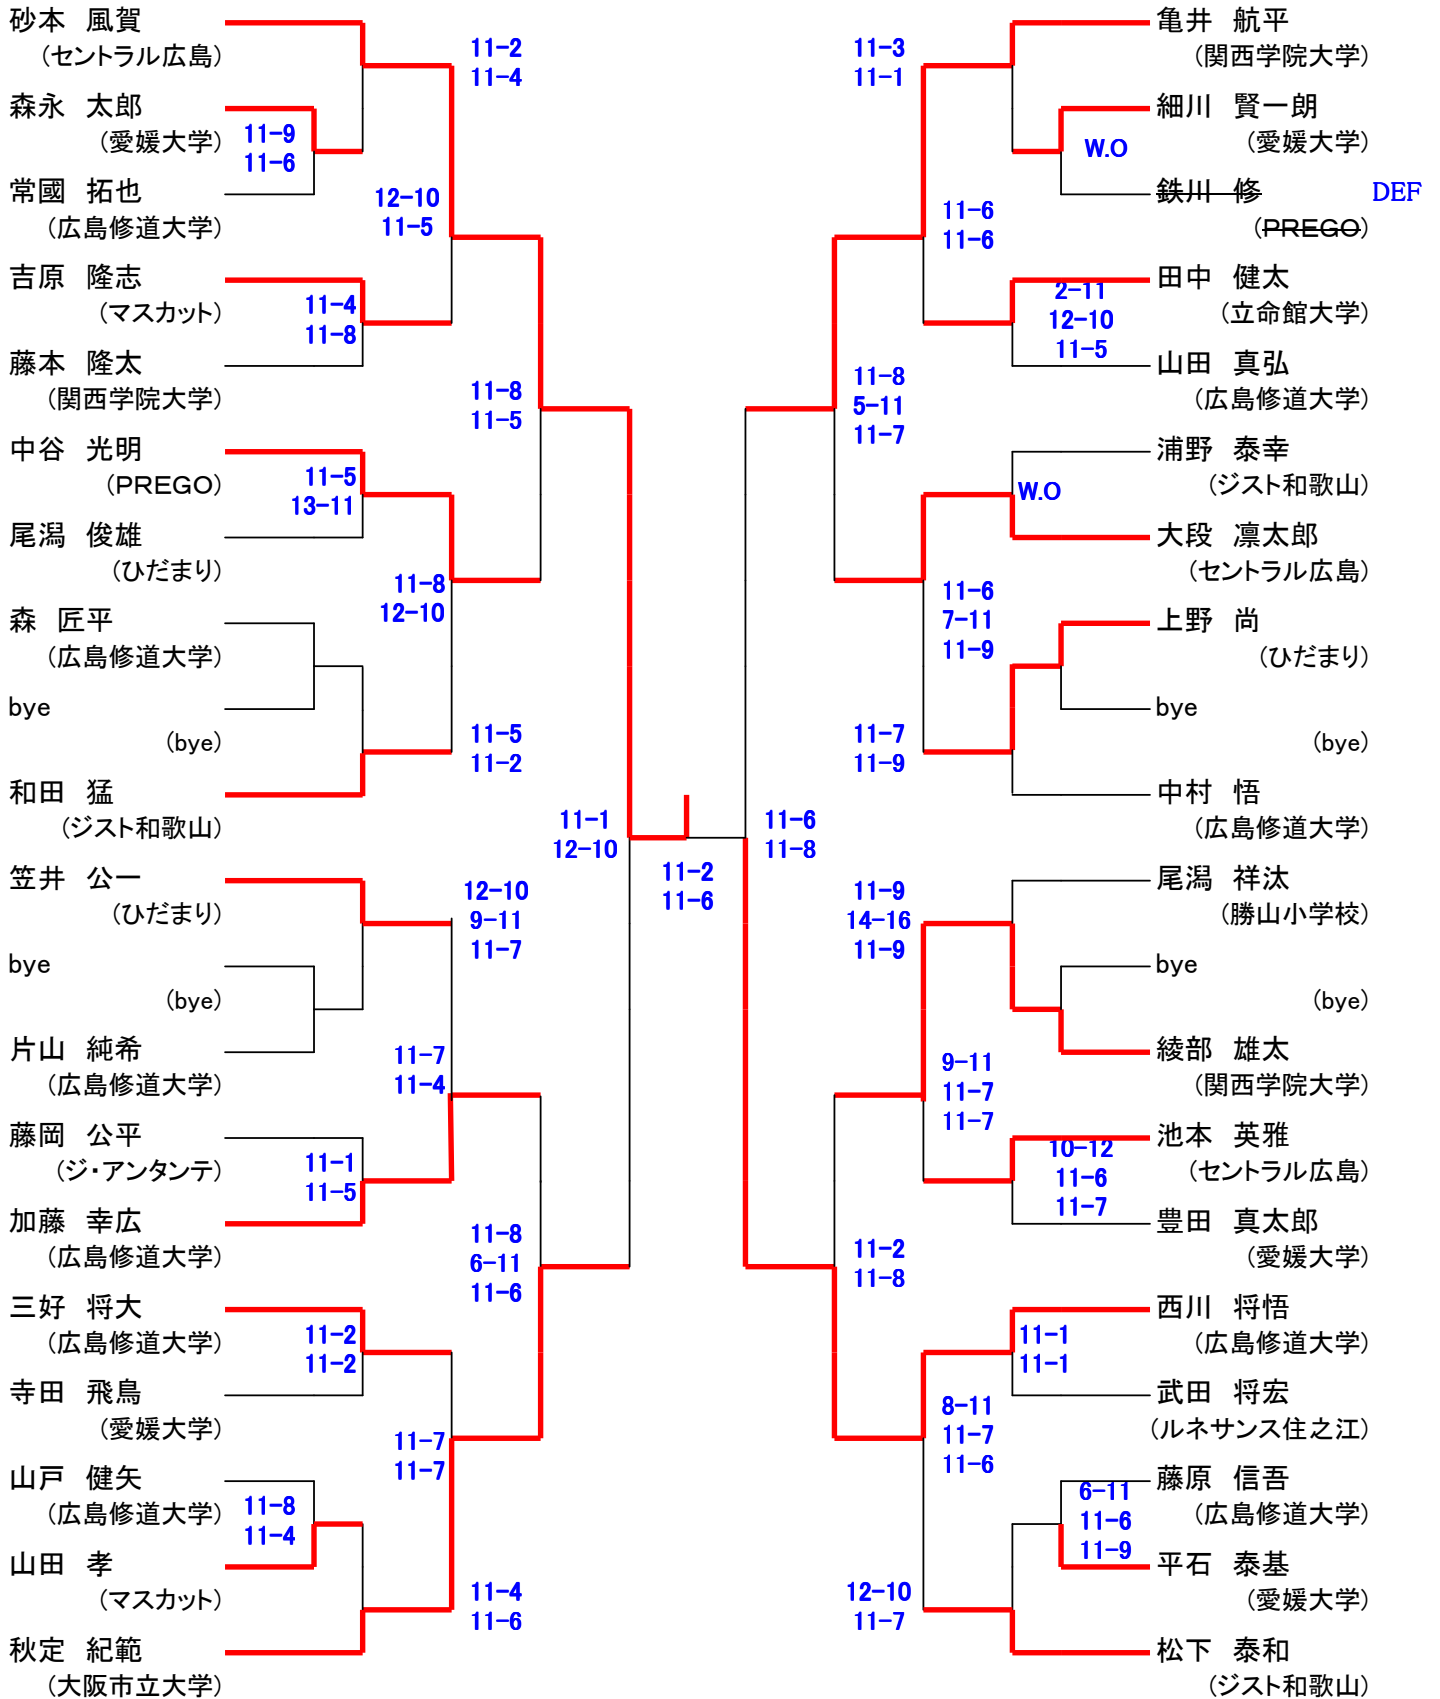 砂本 風賀
(セントラル広島)
森永 太郎
(愛媛大学)
常國 拓也
(広島修道大学)
吉原 隆志
(マスカット)
藤本 隆太
(関西学院大学)
中谷 光明
(PREGO)
尾潟 俊雄
(ひだまり)
森 匠平
(広島修道大学)
bye
(bye)
和田 猛
(ジスト和歌山)
笠井 公一
(ひだまり)
bye
(bye)
片山 純希
(広島修道大学)
藤岡 公平
(ジ・アンタンテ)
加藤 幸広
(広島修道大学)
三好 将大
(広島修道大学)
寺田 飛鳥
(愛媛大学)
山戸 健矢
(広島修道大学)
山田 孝
(マスカット)
秋定 紀範
(大阪市立大学)
11-9
11-6
11-4
11-8
11-5
13-11
11-1
11-5
11-2
11-2
11-8
11-4
11-2
11-4
12-10
11-5
11-8
11-5
11-8
12-10
11-5
11-2
12-10
9-11
11-7
11-7
11-4
11-8
6-11
11-6
11-7
11-7
11-4
11-6
11-1
12-10
11-2
11-6
11-6
11-8
11-3
11-1
11-6
11-6
11-8
5-11
11-7
11-6
7-11
11-9
11-7
11-9
11-9
14-16
11-9
9-11
11-7
11-7
11-2
11-8
8-11
11-7
11-6
12-10
11-7
W.O
2-11
12-10
11-5
W.O
10-12
11-6
11-7
11-1
11-1
6-11
11-6
11-9
亀井 航平
(関西学院大学)
細川 賢一朗
(愛媛大学)
鉄川 修 DEF
(PREGO)
田中 健太
(立命館大学)
山田 真弘
(広島修道大学)
浦野 泰幸
(ジスト和歌山)
大段 凛太郎
(セントラル広島)
上野 尚
(ひだまり)
bye
(bye)
中村 悟
(広島修道大学)
尾潟 祥汰
(勝山小学校)
bye
(bye)
綾部 雄太
(関西学院大学)
池本 英雅
(セントラル広島)
豊田 真太郎
(愛媛大学)
西川 将悟
(広島修道大学)
武田 将宏
(ルネサンス住之江)
藤原 信吾
(広島修道大学)
平石 泰基
(愛媛大学)
松下 泰和
(ジスト和歌山)